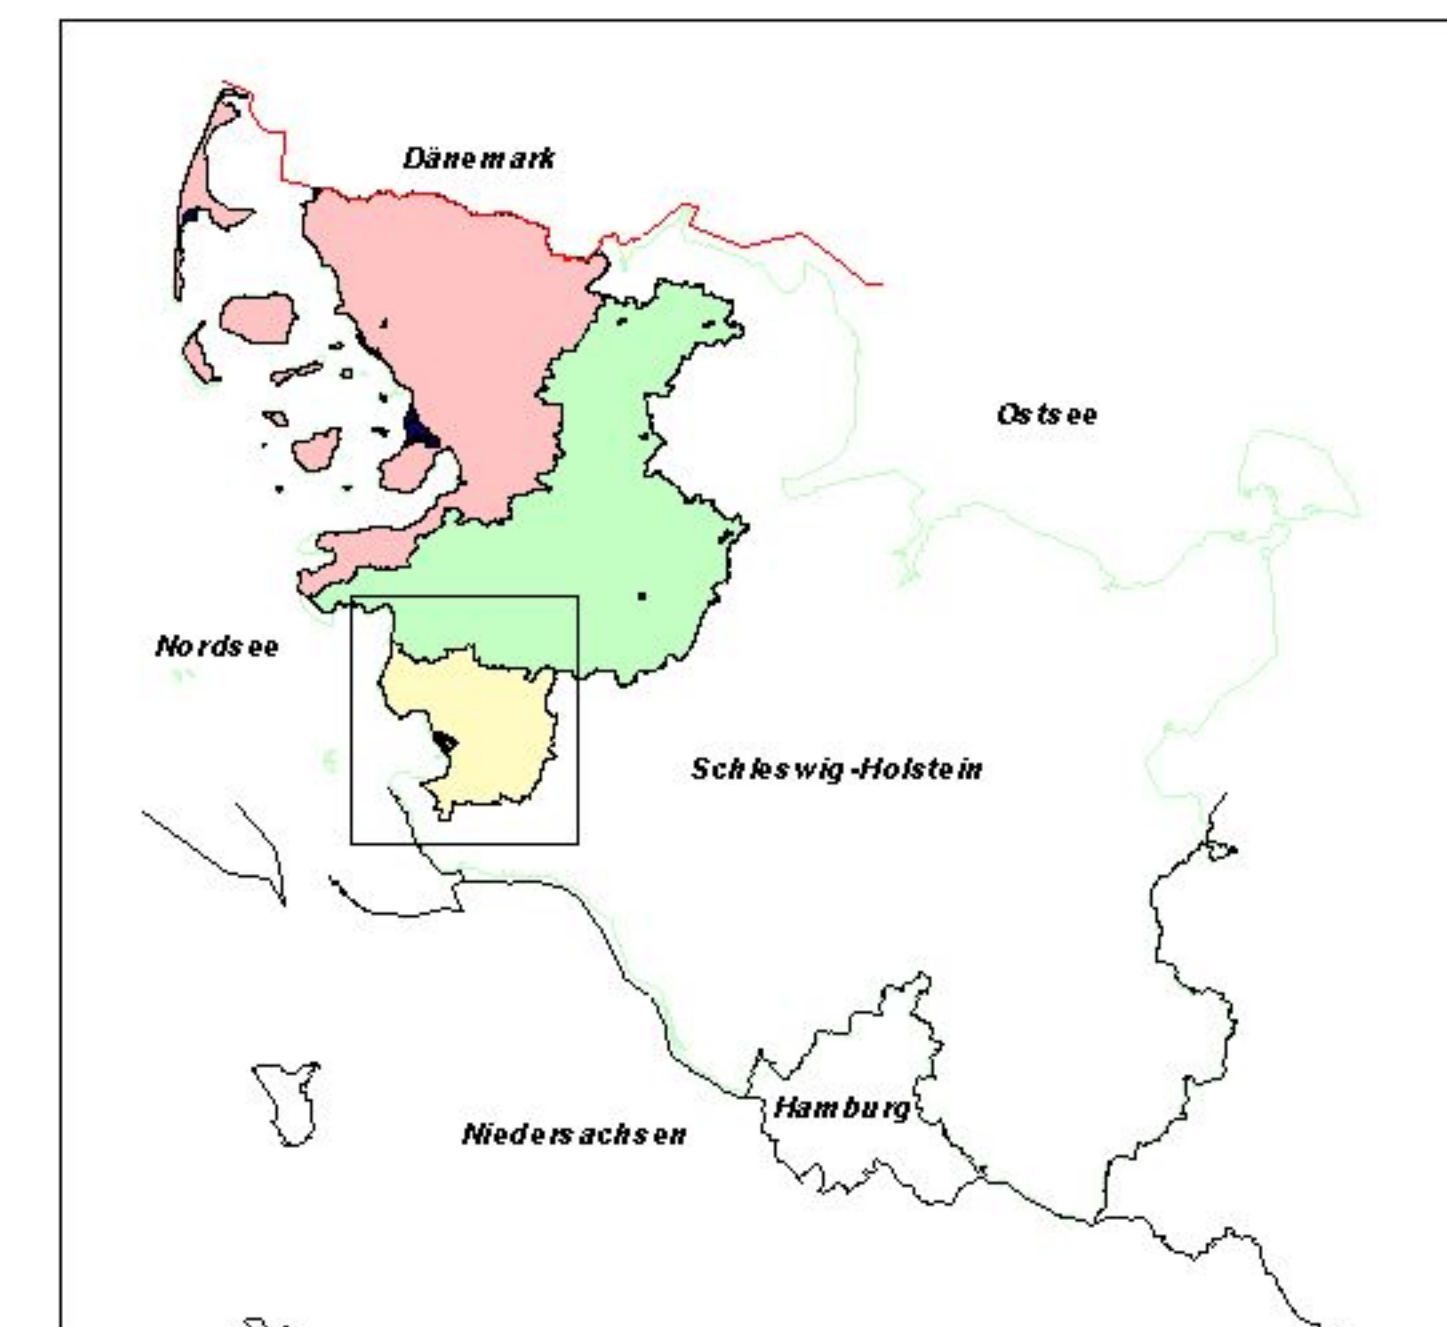 Dänemark
Ostsee
Nordsee
Schleswig-Holstein
Hamburg
Niedersachsen